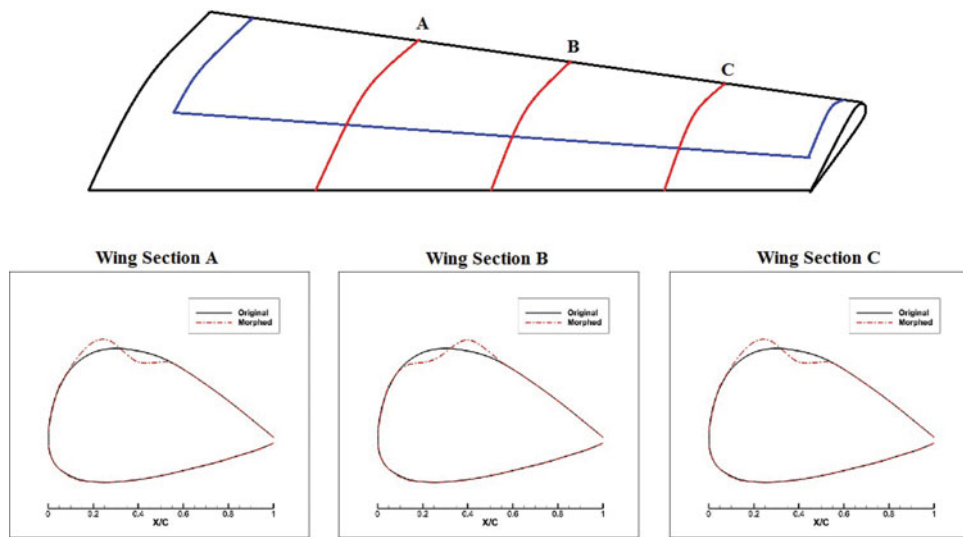 A
B
C
Wing Section A
Wing Section B
Wing Section C
Original
Morphed
0 0.2 0.4 0.6 0.8 1
X/C
Original
Morphed
0 0.2 0.4 0.6 0.8 1
X/C
Original
Morphed
0 0.2 0.4 0.6 0.8 1
X/C